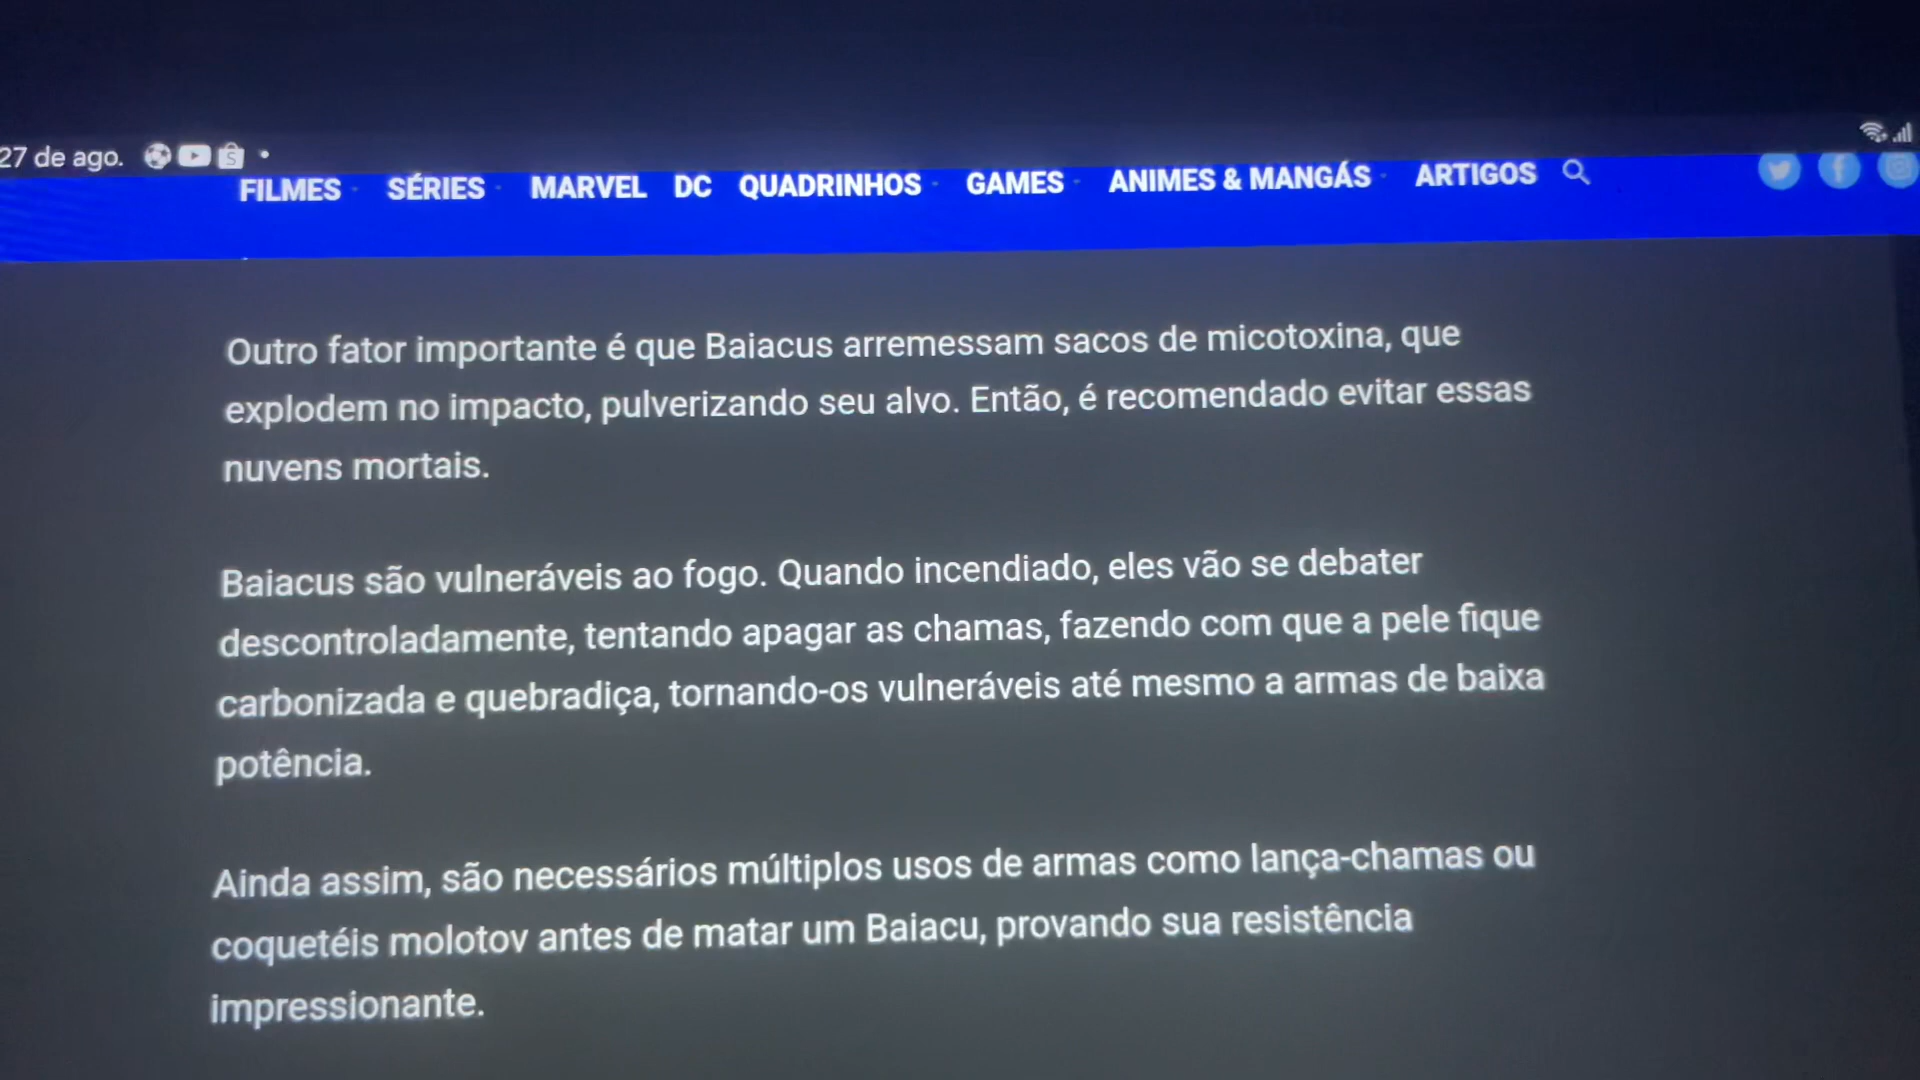 27 de ago.
FILMES SÉRIES MARVEL DC QUADRINHOS GAMES ANIMES & MANGÁS ARTIGOS
Outro fator importante é que Baiacus arremessam sacos de micotoxina, que
explodem no impacto, pulverizando seu alvo. Então, é recomendado evitar essas
nuvens mortais.
Baiacus são vulneráveis ao fogo. Quando incendiado, eles vão se debater
descontroladamente, tentando apagar as chamas, fazendo com que a pele fique
carbonizada e quebradiça, tornando-os vulneráveis até mesmo a armas de baixa
potência.
Ainda assim, são necessários múltiplos usos de armas como lança-chamas ou
coquetéis molotov antes de matar um Baiacu, provando sua resistência
impressionante.